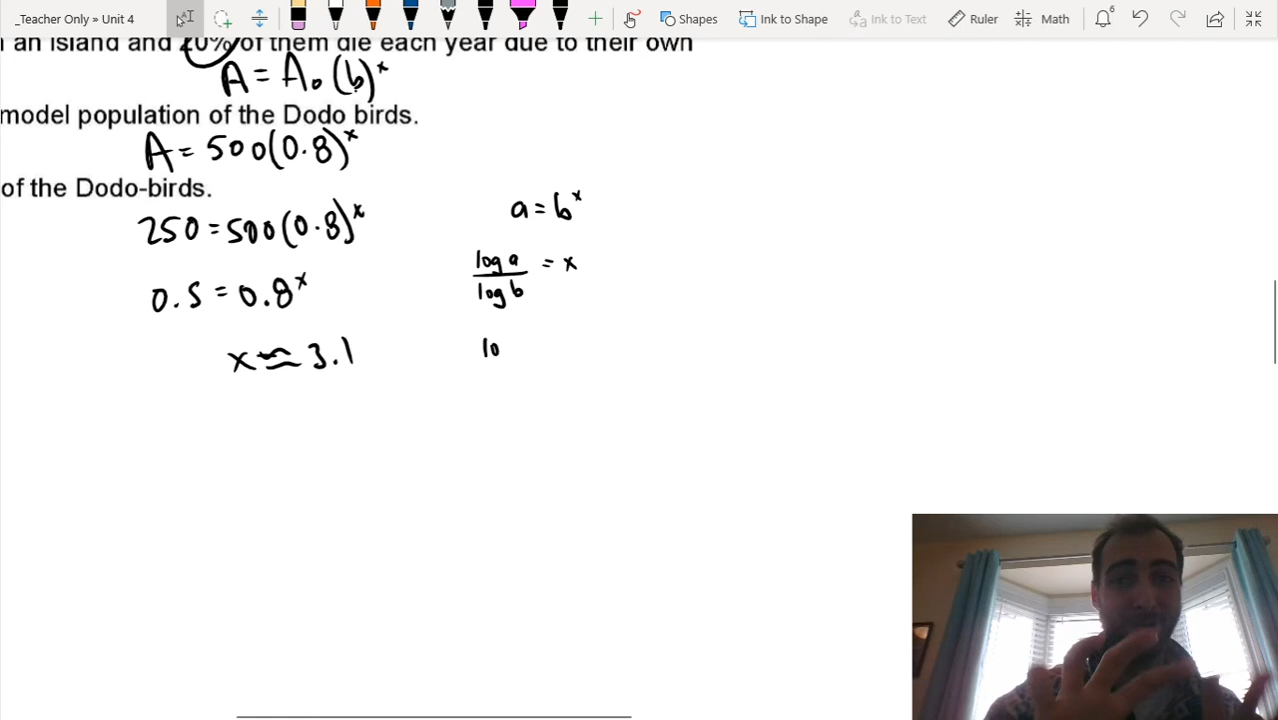 _Teacher Only » Unit 4
Shapes
Ink to Shape
Ink to Text
Ruler
Math
6
an island and 20% of them die each year due to their own
A = A₀(b)ˣ
model population of the Dodo birds.
A = 500(0.8)ˣ
of the Dodo-birds.
250 = 500(0.8)ˣ
a = bˣ
log a
= x
log b
0.5 = 0.8ˣ
x ≈ 3.1
lo